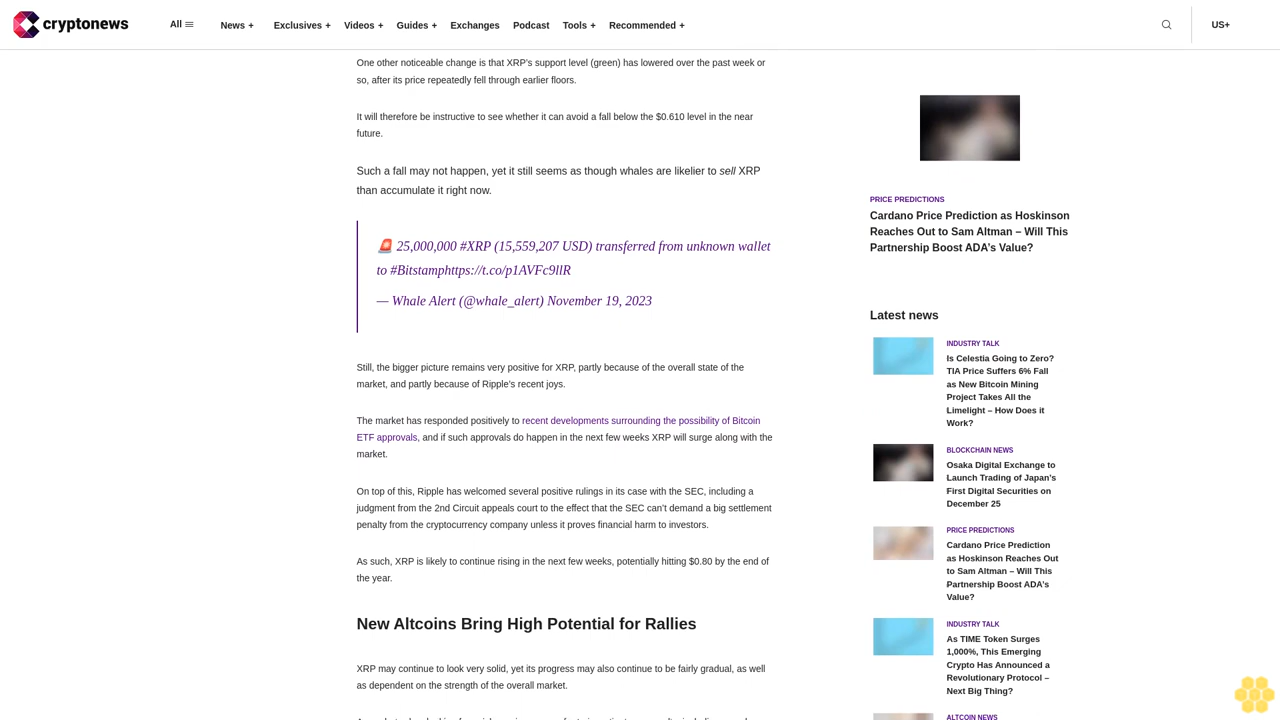 cryptonews
All
News +
Exclusives +
Videos +
Guides +
Exchanges
Podcast
Tools +
Recommended +
US+
One other noticeable change is that XRP's support level (green) has lowered over the past week or
so, after its price repeatedly fell through earlier floors.
It will therefore be instructive to see whether it can avoid a fall below the $0.610 level in the near
future.
Such a fall may not happen, yet it still seems as though whales are likelier to sell XRP
than accumulate it right now.
🚨 25,000,000 #XRP (15,559,207 USD) transferred from unknown wallet
to #Bitstamphttps://t.co/p1AVFc9llR
— Whale Alert (@whale_alert) November 19, 2023
Still, the bigger picture remains very positive for XRP, partly because of the overall state of the
market, and partly because of Ripple's recent joys.
The market has responded positively to recent developments surrounding the possibility of Bitcoin
ETF approvals, and if such approvals do happen in the next few weeks XRP will surge along with the
market.
On top of this, Ripple has welcomed several positive rulings in its case with the SEC, including a
judgment from the 2nd Circuit appeals court to the effect that the SEC can't demand a big settlement
penalty from the cryptocurrency company unless it proves financial harm to investors.
As such, XRP is likely to continue rising in the next few weeks, potentially hitting $0.80 by the end of
the year.
New Altcoins Bring High Potential for Rallies
XRP may continue to look very solid, yet its progress may also continue to be fairly gradual, as well
as dependent on the strength of the overall market.
PRICE PREDICTIONS
Cardano Price Prediction as Hoskinson
Reaches Out to Sam Altman – Will This
Partnership Boost ADA's Value?
Latest news
INDUSTRY TALK
Is Celestia Going to Zero?
TIA Price Suffers 6% Fall
as New Bitcoin Mining
Project Takes All the
Limelight – How Does it
Work?
BLOCKCHAIN NEWS
Osaka Digital Exchange to
Launch Trading of Japan's
First Digital Securities on
December 25
PRICE PREDICTIONS
Cardano Price Prediction
as Hoskinson Reaches Out
to Sam Altman – Will This
Partnership Boost ADA's
Value?
INDUSTRY TALK
As TIME Token Surges
1,000%, This Emerging
Crypto Has Announced a
Revolutionary Protocol –
Next Big Thing?
ALTCOIN NEWS